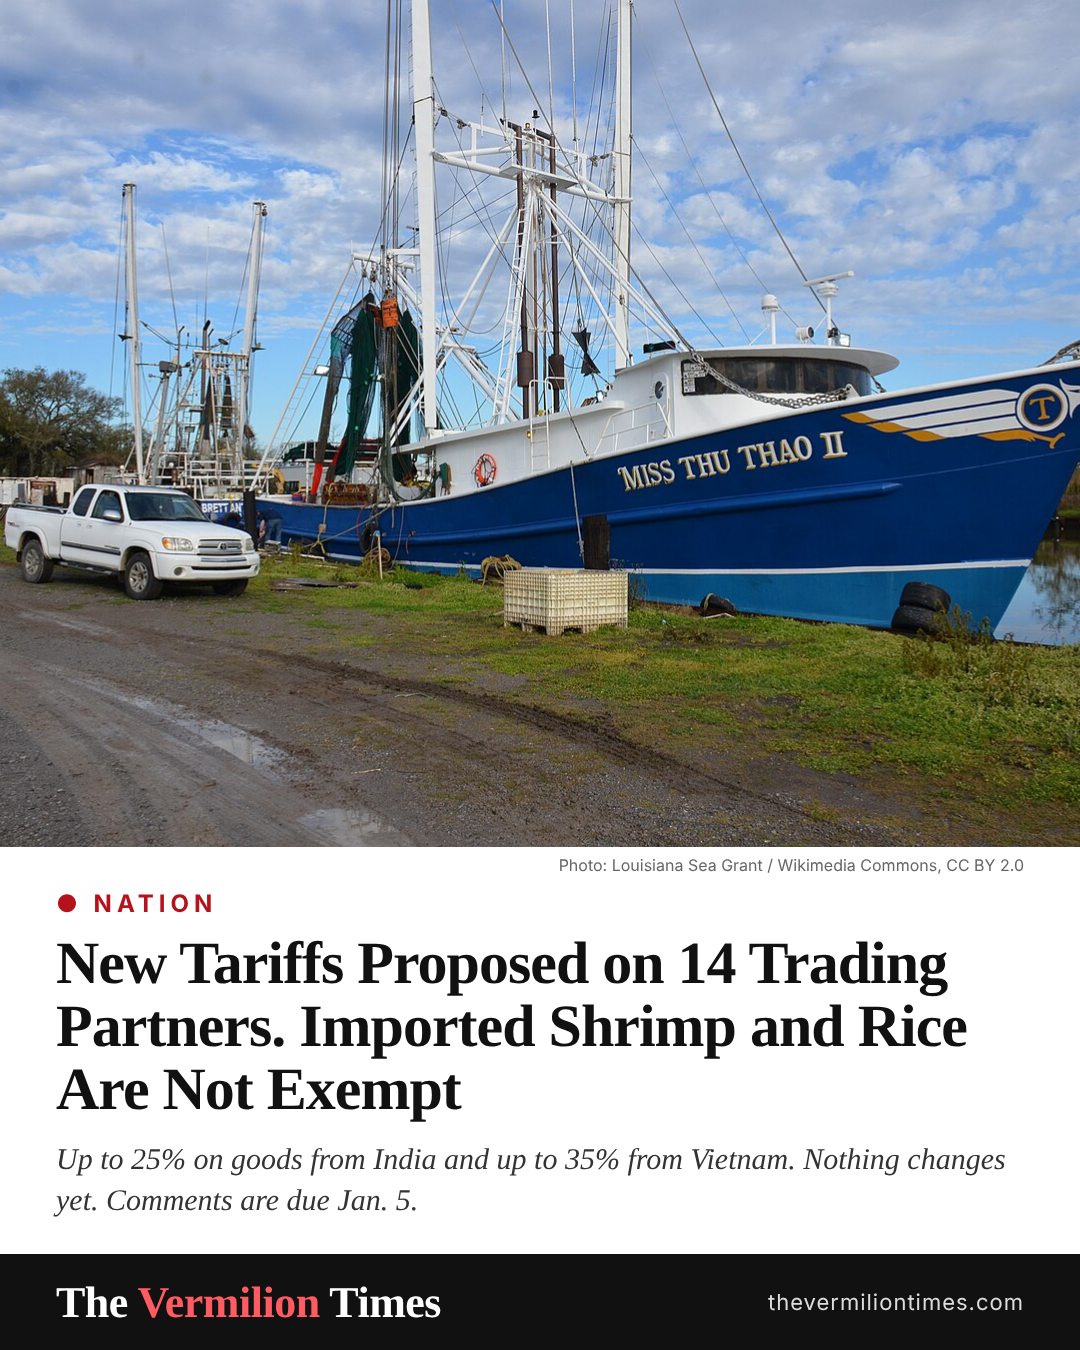 MISS THU THAO II
T
BRETT AN
Photo: Louisiana Sea Grant / Wikimedia Commons, CC BY 2.0
NATION
New Tariffs Proposed on 14 Trading
Partners. Imported Shrimp and Rice
Are Not Exempt
Up to 25% on goods from India and up to 35% from Vietnam. Nothing changes
yet. Comments are due Jan. 5.
The Vermilion Times
thevermiliontimes.com